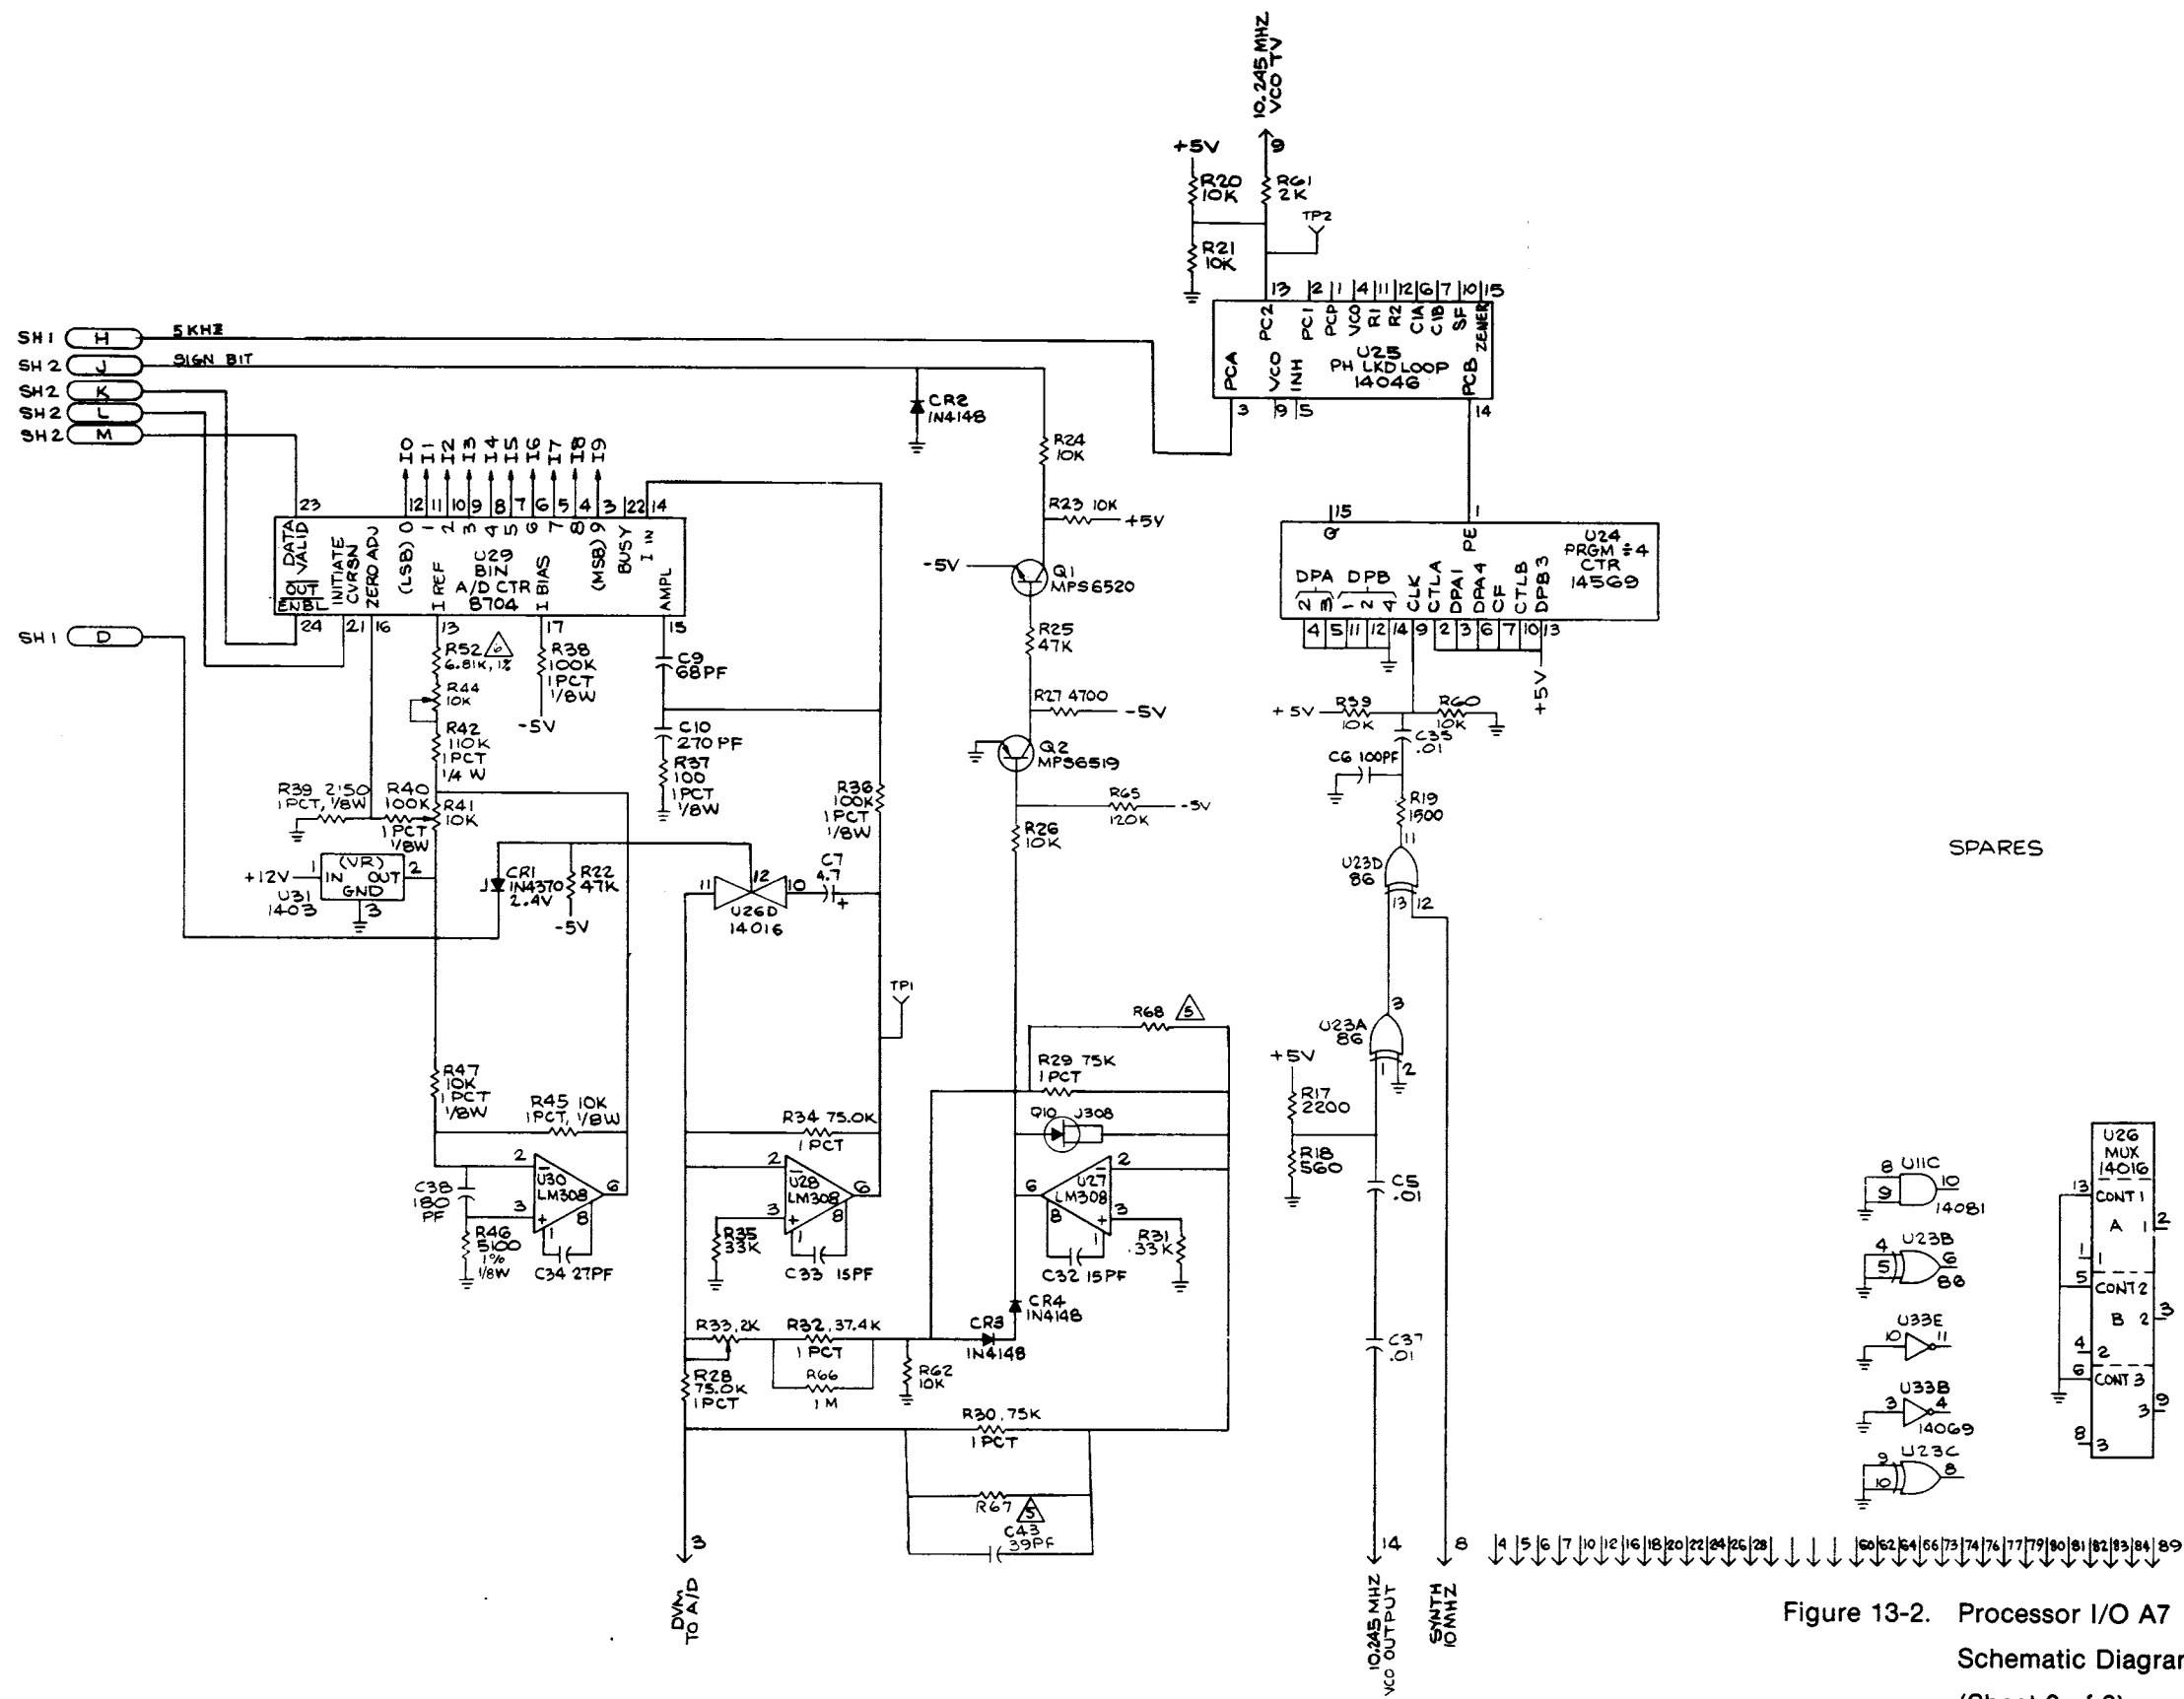 10.245 MHZ
VCO TV
9
+5V
R20
10K
R61
2K
TP2
R21
10K
13 2 1 4 11 12 6 7 10 15
PC2 PC1 PCP VCO R1 R2 C1A C1B SF ZENER
U25
PH LKD LOOP
14046
PCA VCO INH PCB
3 9 5 14
SH1 H 5KHZ
SH2 J SIGN BIT
SH2 K
SH2 L
SH2 M
SH1 D
CR2
1N4148
R24
10K
R23 10K
+5V
-5V
Q1
MPS6520
R25
47K
R27 4700
-5V
Q2
MPS6519
R65
120K
-5V
R26
10K
I0 I1 I2 I3 I4 I5 I6 I7 I8 I9
23 12 11 10 9 8 7 6 5 4 3 22 14
DATA
VALID
OUT
ENBL
INITIATE
CVRSN
ZERO ADJ
(LSB) 0 1 2 3 4 5 6 7 8 (MSB) 9
BUSY
I IN
I REF
U29
BIN
A/D CTR
8704
I BIAS
AMPL
24 21 16 13 17 15
R52 6
6.81K, 1%
R44
10K
R42
110K
1 PCT
1/4 W
R38
100K
1 PCT
1/8W
-5V
C9
68PF
C10
270 PF
R37
100
1 PCT
1/8W
R39 2150
1 PCT, 1/8W
R40
100K
1 PCT
1/8W
R41
10K
R36
100K
1 PCT
1/8W
+12V
1 (VR) 2
IN OUT
GND
3
U31
1403
CR1
1N4370
2.4V
R22
47K
-5V
11 12 10
U26D
14016
C7
4.7
+
TP1
R47
10K
1 PCT
1/8W
R45 10K
1 PCT, 1/8W
2
3
6
1 8
U30
LM308
C38
180
PF
R46
5100
1%
1/8W
C34 27PF
R34 75.0K
1 PCT
2
3
6
1 8
U28
LM308
R35
33K
C33 15PF
R68 5
R29 75K
1 PCT
Q10 J308
6
2
3
8 1
U27
LM308
R31
33K
C32 15PF
CR4
1N4148
CR3
1N4148
R33, 2K
R32, 37.4K
1 PCT
R66
1M
R62
10K
R28
75.0K
1 PCT
R30, 75K
1 PCT
R67 5
C43
39PF
3
DVM
TO A/D
15 1
Q PE
U24
PRGM ÷4
CTR
14569
DPA DPB
2 3 1 2 4
CLK CTLA DPA1 DPA4 CF CTLB DPB3
4 5 11 12 14 9 2 3 6 7 10 13
+5V
+5V
R59
10K
R60
10K
C35
.01
C6 100PF
R19
1500
11
U23D
86
13 12
3
U23A
86
1 2
+5V
R17
2200
R18
560
C5
.01
C37
.01
14
10.245 MHZ
VCO OUTPUT
8
SYNTH
10MHZ
SPARES
8 U11C
9 10
14081
U23B
4
5 6
86
U33E
10 11
U33B
3 4
14069
U23C
9
10 8
U26
MUX
14016
13 CONT 1
A 1 2
1 1
5 CONT 2
B 2 3
4 2
6 CONT 3
3 9
8 3
4 5 6 7 10 12 16 18 20 22 24 26 28 60 62 64 66 73 74 76 77 79 80 81 82 83 84 89
Figure 13-2. Processor I/O A7
Schematic Diagram